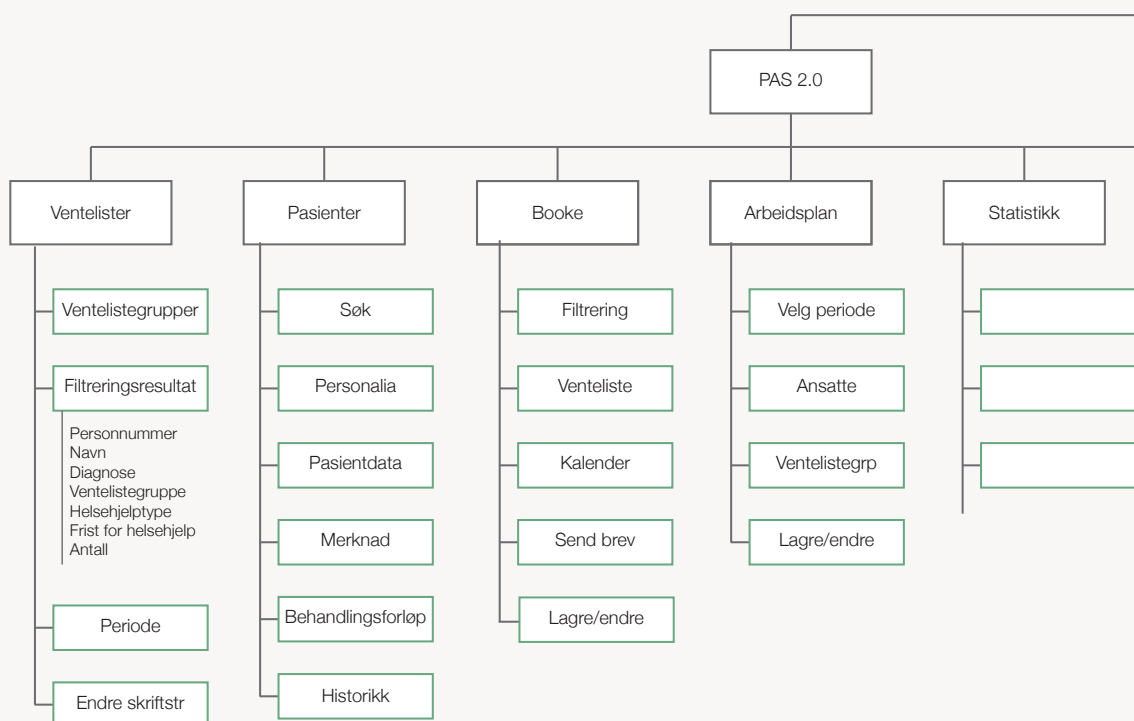 PAS 2.0
Ventelister
Pasienter
Booke
Arbeidsplan
Statistikk
Ventelistegrupper
Filtreringsresultat
Personnummer
Navn
Diagnose
Ventelistegruppe
Helsehjelptype
Frist for helsehjelp
Antall
Periode
Endre skriftstr
Søk
Personalia
Pasientdata
Merknad
Behandlingsforløp
Historikk
Filtrering
Venteliste
Kalender
Send brev
Lagre/endre
Velg periode
Ansatte
Ventelistegrp
Lagre/endre